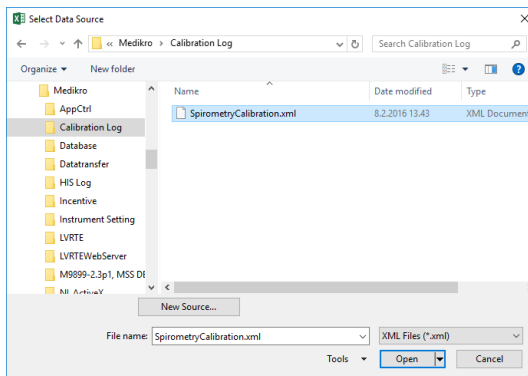 Select Data Source
« Medikro › Calibration Log
Search Calibration Log
Organize
New folder
Name
Date modified
Type
Medikro
AppCtrl
Calibration Log
Database
Datatransfer
HIS Log
Incentive
Instrument Setting
LVRTE
LVRTEWebServer
M9899-2.3p1, MSS DE
SpirometryCalibration.xml
8.2.2016 13.43
XML Document
New Source...
File name:
SpirometryCalibration.xml
XML Files (*.xml)
Tools
Open
Cancel